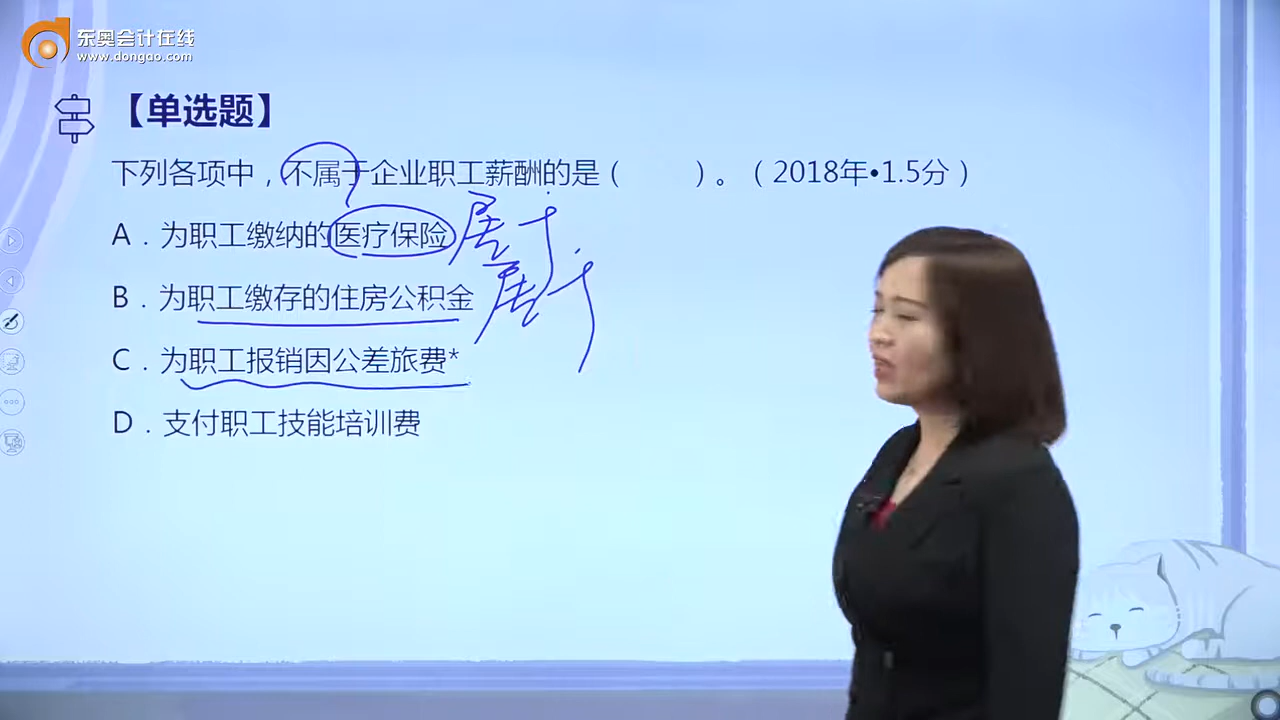 东奥会计在线
www.dongao.com
【单选题】
下列各项中，不属于企业职工薪酬的是（　　）。（2018年•1.5分）
A．为职工缴纳的医疗保险 属于
B．为职工缴存的住房公积金 属于
C．为职工报销因公差旅费*
D．支付职工技能培训费